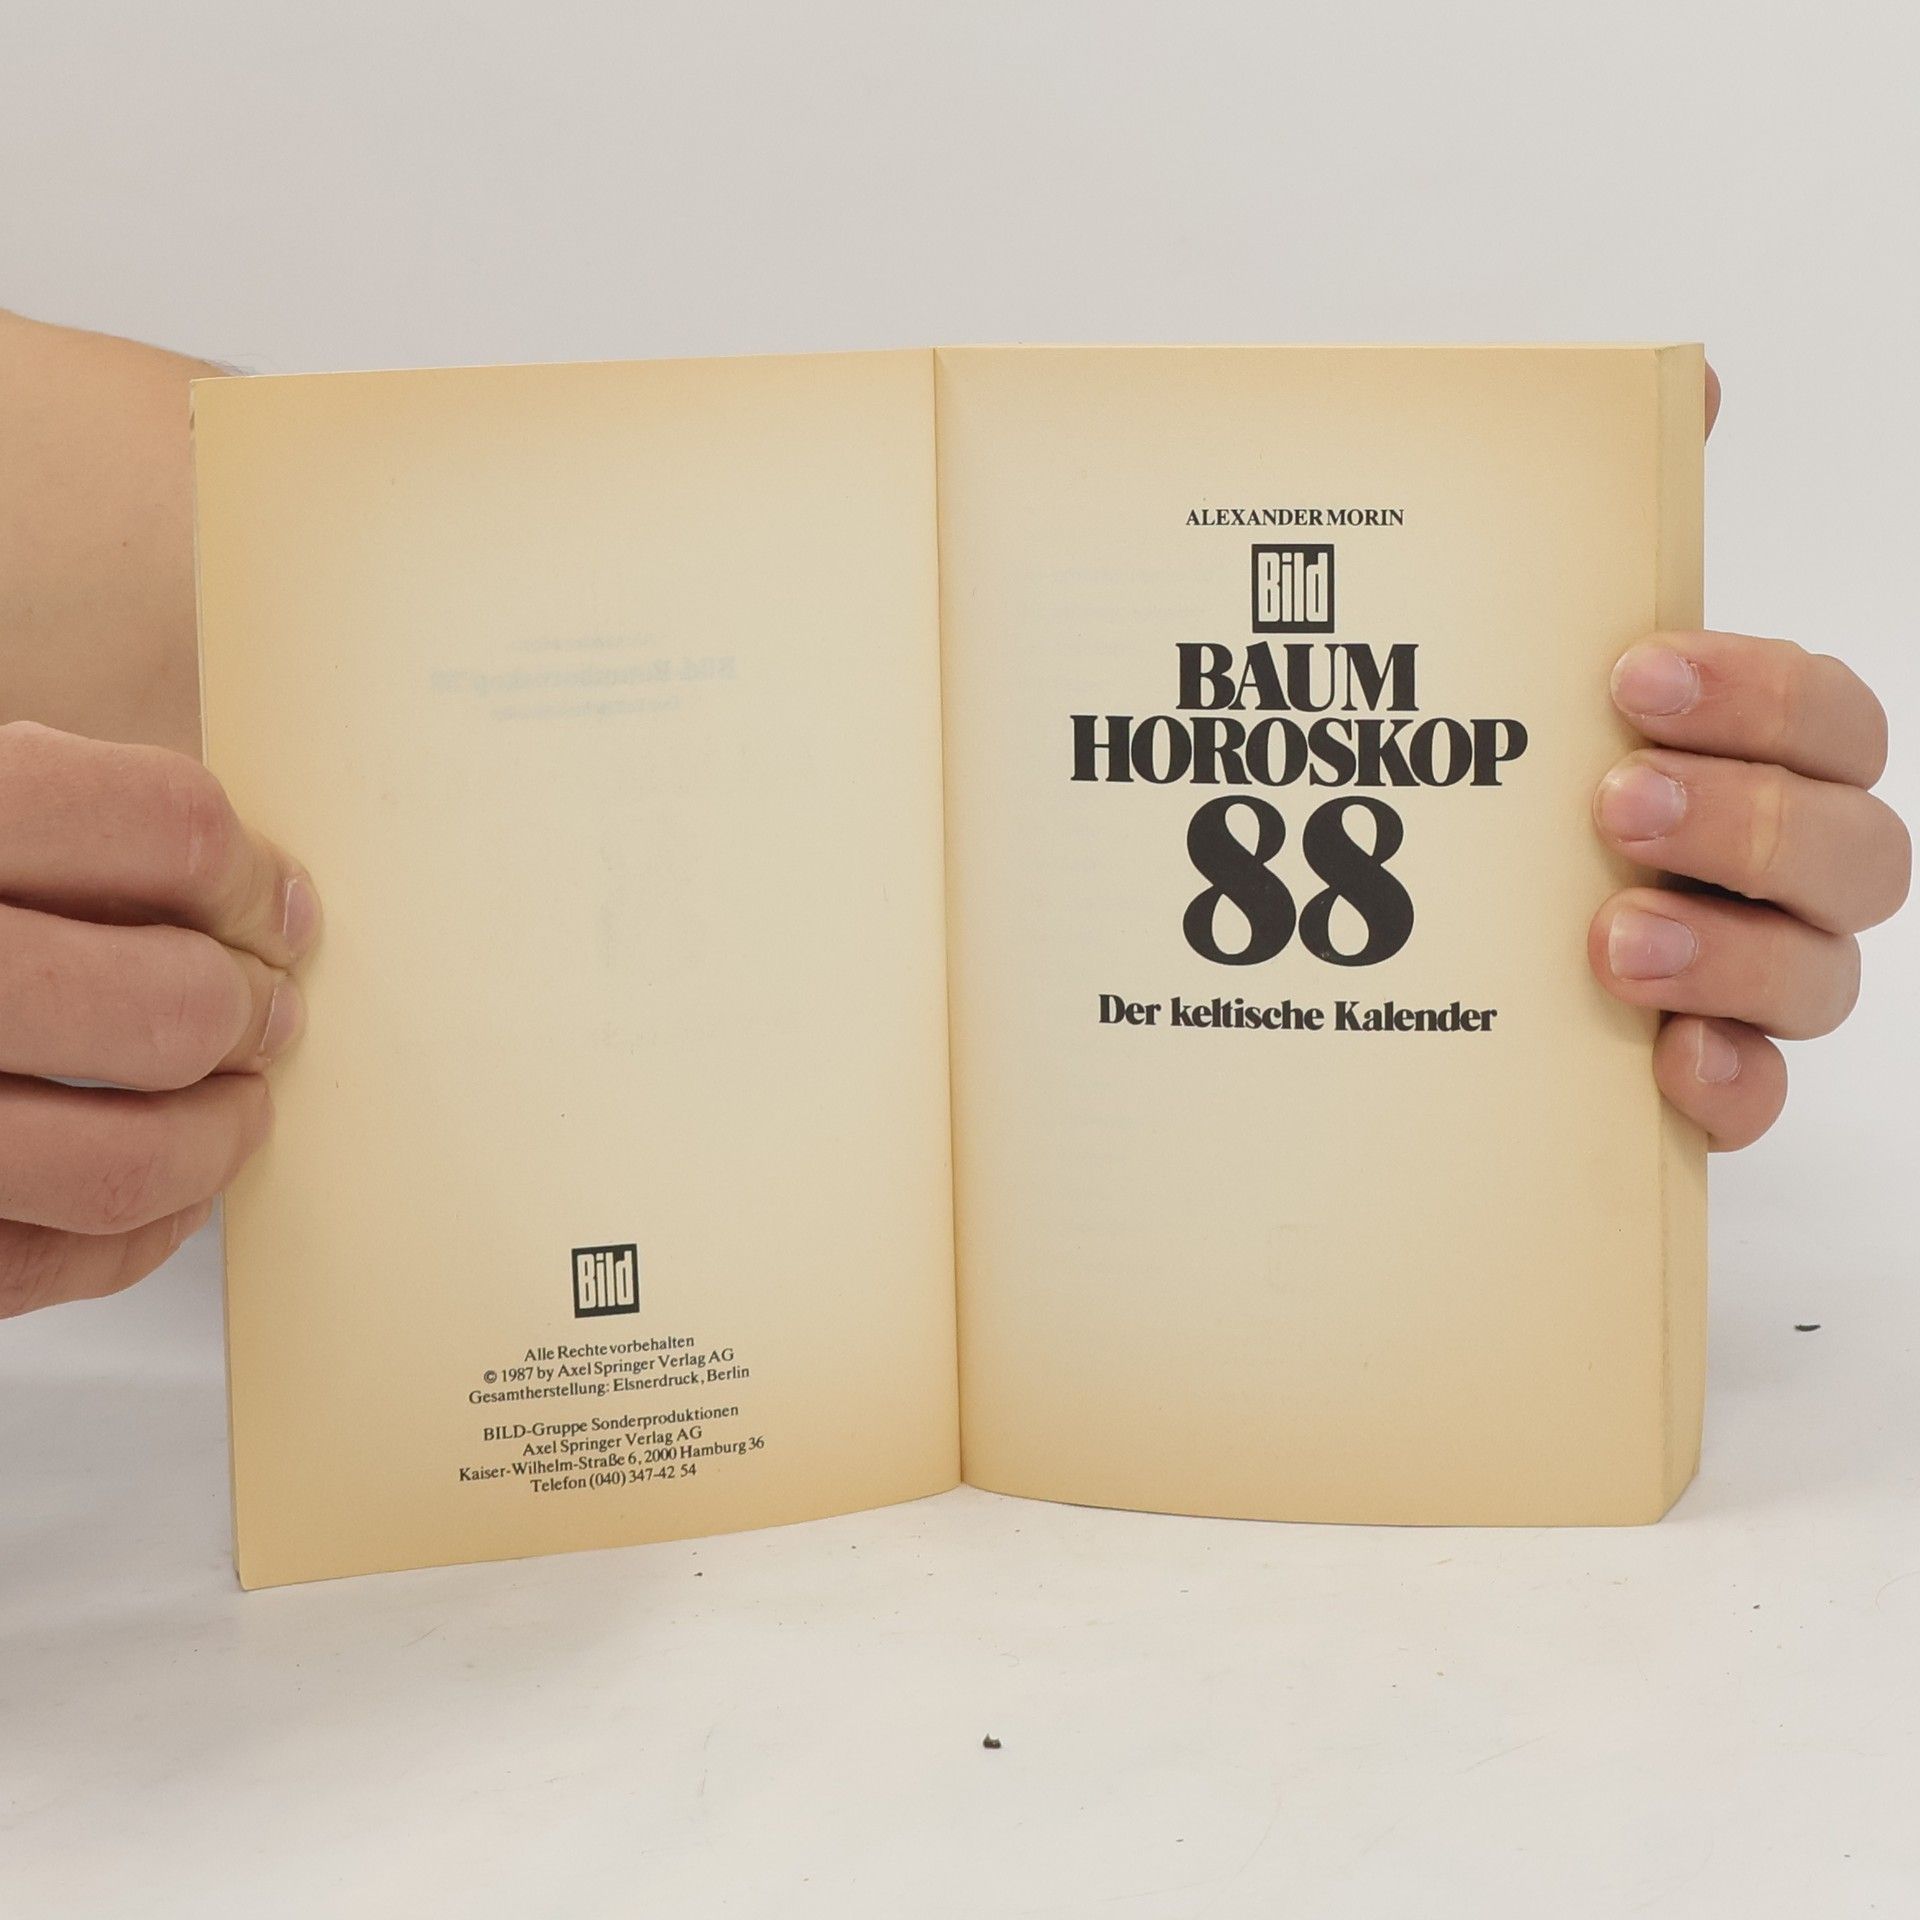 Bild
Alle Rechte vorbehalten
© 1987 by Axel Springer Verlag AG
Gesamtherstellung: Elsnerdruck, Berlin
BILD-Gruppe Sonderproduktionen
Axel Springer Verlag AG
Kaiser-Wilhelm-Straße 6, 2000 Hamburg 36
Telefon (040) 347-42 54
ALEXANDER MORIN
Bild
BAUM
HOROSKOP
88
Der keltische Kalender